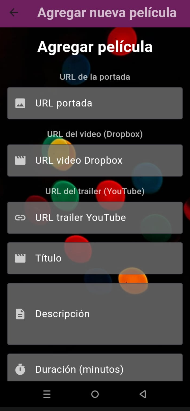 Agregar nueva película
Agregar película
URL de la portada
URL portada
URL del video (Dropbox)
URL video Dropbox
URL del trailer (YouTube)
URL trailer YouTube
Título
Descripción
Duración (minutos)